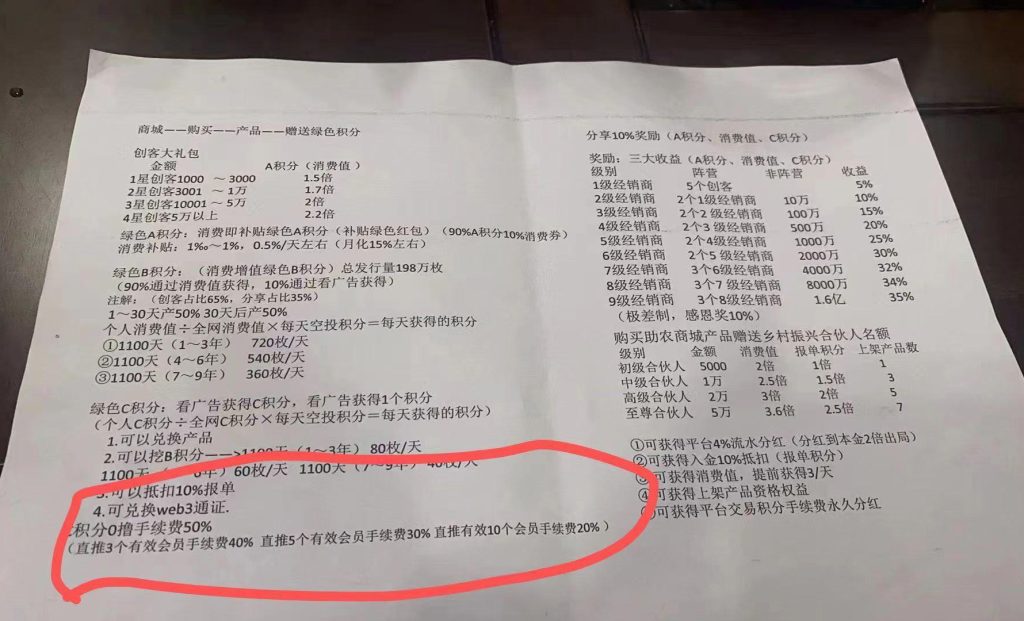 商城——购买——产品——赠送绿色积分
创客大礼包
金额 A积分（消费值）
1星创客1000 ～3000 1.5倍
2星创客3001 ～1万 1.7倍
3星创客10001～5万 2倍
4星创客5万以上 2.2倍
绿色A积分：消费即补贴绿色A积分（补贴绿色红包）（90%A积分10%消费券）
消费补贴：1‰～1%，0.5%/天左右（月化15%左右）
绿色B积分：（消费增值绿色B积分）总发行量198万枚
（90%通过消费值获得，10%通过看广告获得）
注解：（创客占比65%，分享占比35%）
1～30天产50% 30天后产50%
个人消费值÷全网消费值×每天空投积分＝每天获得的积分
①1100天（1～3年） 720枚/天
②1100天（4～6年） 540枚/天
③1100天（7～9年） 360枚/天
绿色C积分：看广告获得C积分，看广告获得1个积分
（个人C积分÷全网C积分×每天空投积分＝每天获得的积分）
1.可以兑换产品
2.可以挖B积分——>1100天（1～3年）80枚/天
1100天（ ～6年）60枚/天 1100天（7～9年）40枚/天
3.可以抵扣10%报单
4.可兑换web3通证.
积分0撸手续费50%
（直推3个有效会员手续费40% 直推5个有效会员手续费30% 直推有效10个会员手续费20%）
分享10%奖励（A积分、消费值、C积分）
奖励：三大收益（A积分、消费值、C积分）
级别 阵营 非阵营 收益
1级经销商 5个创客 5%
2级经销商 2个1级经销商 10万 10%
3级经销商 2个2级经销商 100万 15%
4级经销商 2个3级经销商 500万 20%
5级经销商 2个4级经销商 1000万 25%
6级经销商 2个5级经销商 2000万 30%
7级经销商 3个6级经销商 4000万 32%
8级经销商 3个7级经销商 8000万 34%
9级经销商 3个8级经销商 1.6亿 35%
（极差制，感恩奖10%）
购买助农商城产品赠送乡村振兴合伙人名额
级别 金额 消费值 报单积分 上架产品数
初级合伙人 5000 2倍 1倍 1
中级合伙人 1万 2.5倍 1.5倍 3
高级合伙人 2万 3倍 2倍 5
至尊合伙人 5万 3.6倍 2.5倍 7
①可获得平台4%流水分红（分红到本金2倍出局）
②可获得入金10%抵扣（报单积分）
可获得消费值，提前获得3/天
④可获得上架产品资格权益
可获得平台交易积分手续费永久分红